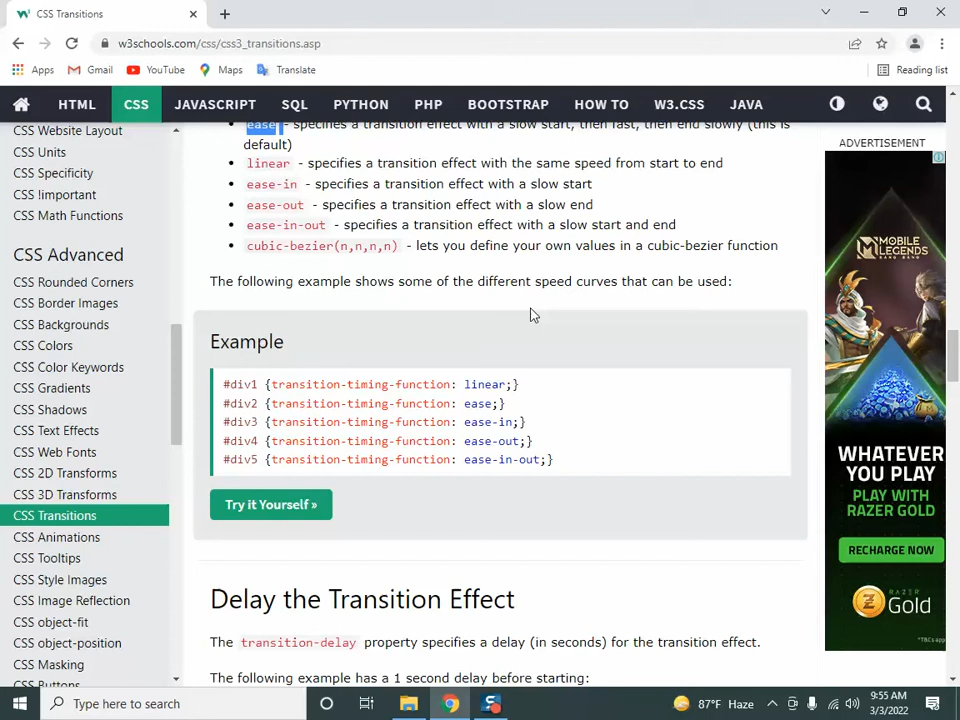 CSS Transitions
w3schools.com/css/css3_transitions.asp
Apps
Gmail
YouTube
Maps
Translate
Reading list
HTML
CSS
JAVASCRIPT
SQL
PYTHON
PHP
BOOTSTRAP
HOW TO
W3.CSS
JAVA
CSS Website Layout
CSS Units
CSS Specificity
CSS !important
CSS Math Functions
CSS Advanced
CSS Rounded Corners
CSS Border Images
CSS Backgrounds
CSS Colors
CSS Color Keywords
CSS Gradients
CSS Shadows
CSS Text Effects
CSS Web Fonts
CSS 2D Transforms
CSS 3D Transforms
CSS Transitions
CSS Animations
CSS Tooltips
CSS Style Images
CSS Image Reflection
CSS object-fit
CSS object-position
CSS Masking
CSS Buttons
ease - specifies a transition effect with a slow start, then fast, then end slowly (this is
default)
linear - specifies a transition effect with the same speed from start to end
ease-in - specifies a transition effect with a slow start
ease-out - specifies a transition effect with a slow end
ease-in-out - specifies a transition effect with a slow start and end
cubic-bezier(n,n,n,n) - lets you define your own values in a cubic-bezier function
The following example shows some of the different speed curves that can be used:
Example
#div1 {transition-timing-function: linear;}
#div2 {transition-timing-function: ease;}
#div3 {transition-timing-function: ease-in;}
#div4 {transition-timing-function: ease-out;}
#div5 {transition-timing-function: ease-in-out;}
Try it Yourself »
Delay the Transition Effect
The transition-delay property specifies a delay (in seconds) for the transition effect.
The following example has a 1 second delay before starting:
ADVERTISEMENT
MOBILE
LEGENDS
BANG BANG
WHATEVER
YOU PLAY
PLAY WITH
RAZER GOLD
RECHARGE NOW
RAZER
Gold
*T&Cs apply
Type here to search
87°F Haze
9:55 AM
3/3/2022